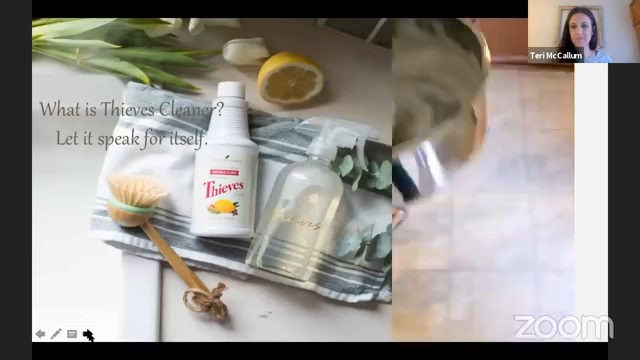 What is Thieves Cleaner?
Let it speak for itself.
Thieves
Teri McCallum
zoom